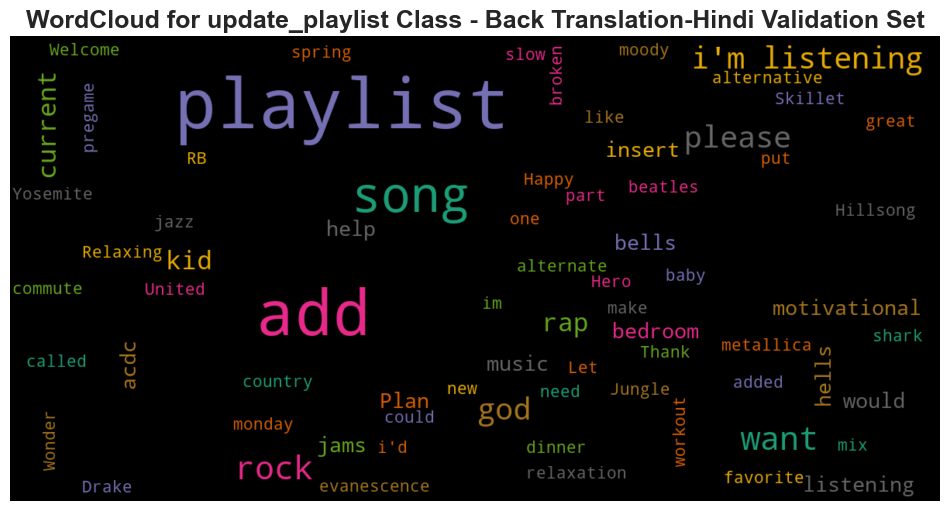 WordCloud for update_playlist Class - Back Translation-Hindi Validation Set
Welcome
spring
slow
broken
moody
i'm listening
alternative
current
pregame
playlist
Skillet
like
great
please
insert
put
RB
song
Happy
part
beatles
Yosemite
one
Hillsong
jazz
help
bells
Relaxing
kid
alternate
Hero
baby
commute
United
add
im
make
motivational
rap
bedroom
shark
Thank
metallica
called
acdc
music
Let
hells
country
new
need
Jungle
added
Plan
could
god
would
Wonder
monday
workout
jams
i'd
dinner
want
mix
rock
relaxation
favorite
listening
Drake
evanescence